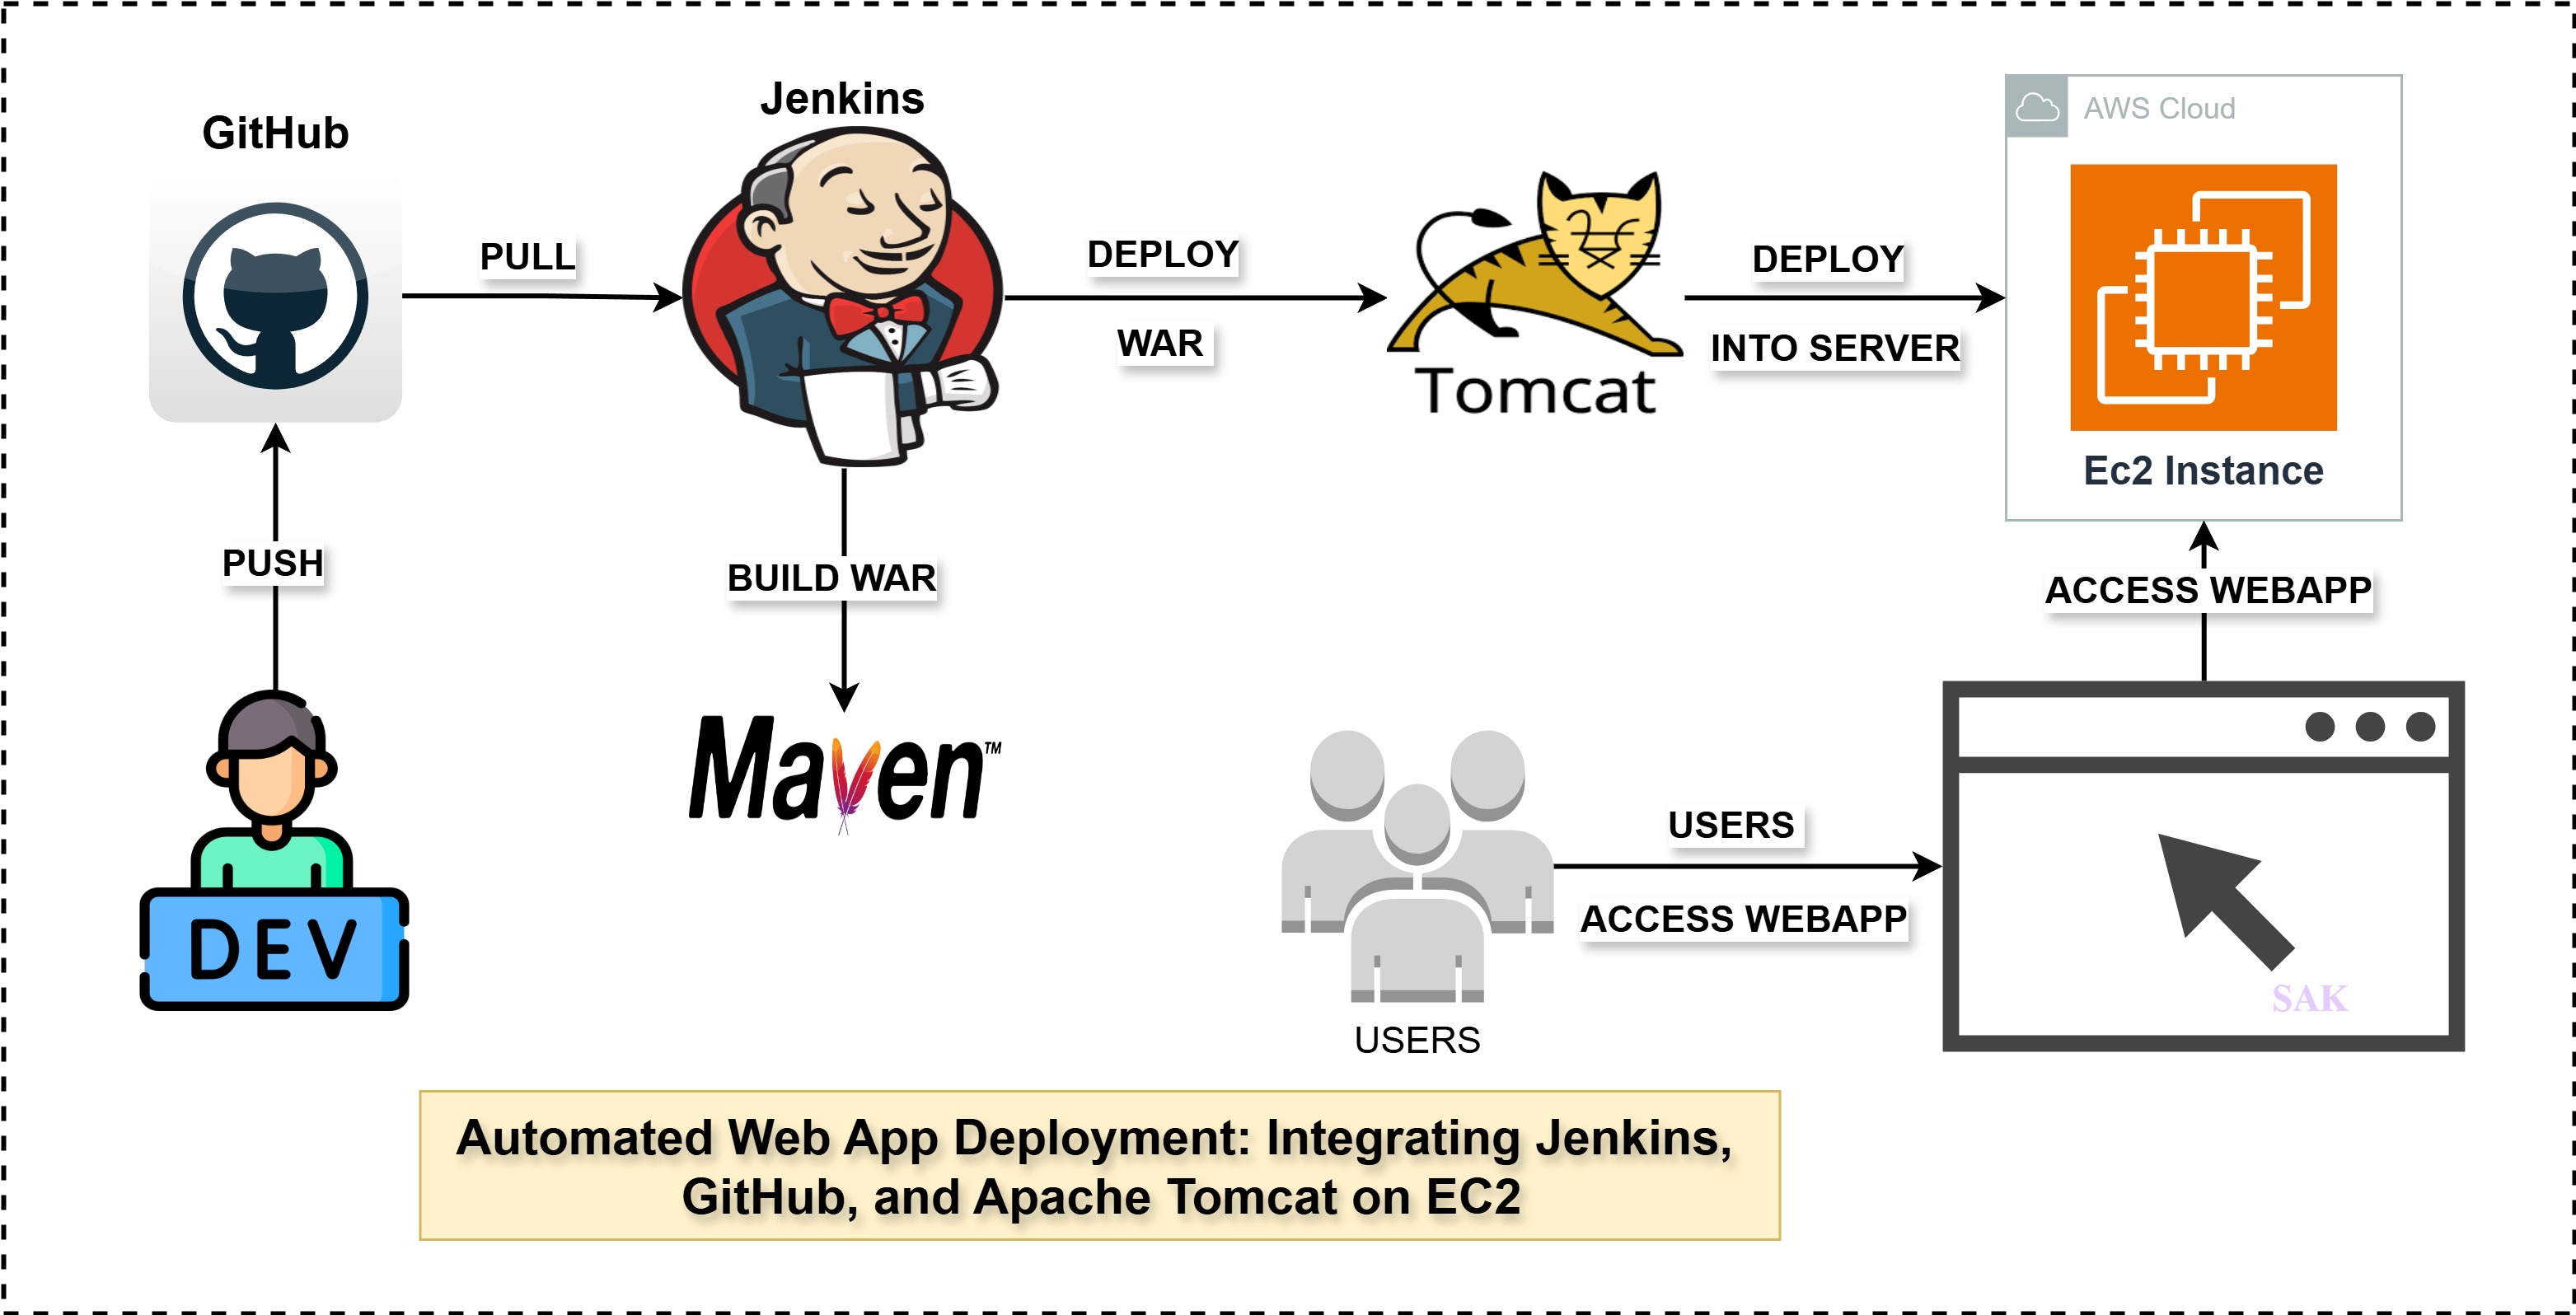 GitHub
Jenkins
AWS Cloud
PULL
DEPLOY
WAR
Tomcat
DEPLOY
INTO SERVER
Ec2 Instance
PUSH
BUILD WAR
ACCESS WEBAPP
Maven™
DEV
USERS
ACCESS WEBAPP
USERS
SAK
Automated Web App Deployment: Integrating Jenkins,
GitHub, and Apache Tomcat on EC2